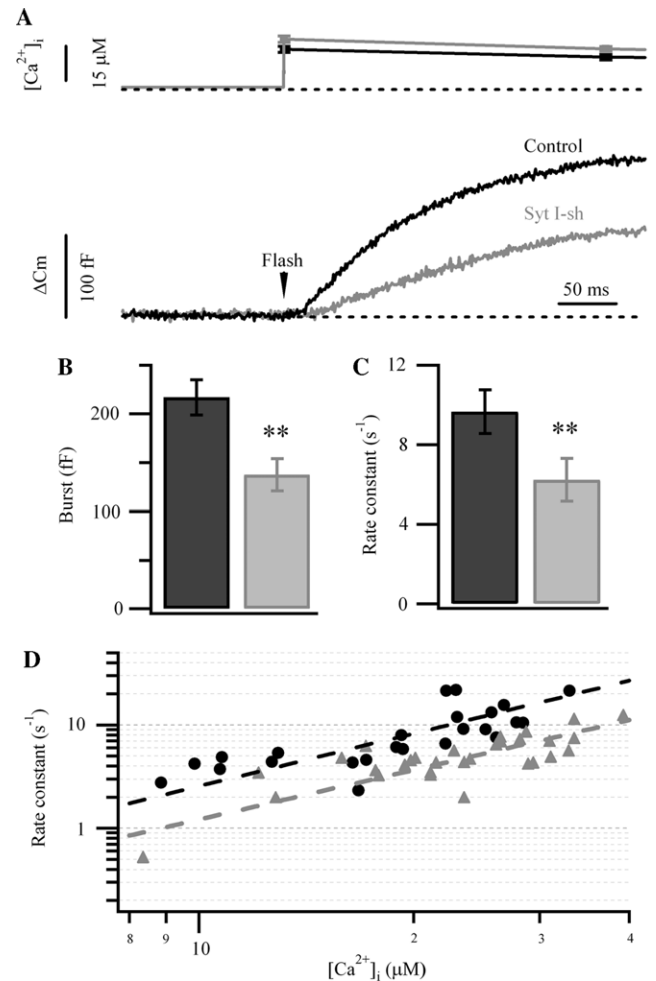 A
[Ca2+]i
15 μM
Control
Syt I-sh
Flash
50 ms
ΔCm
100 fF
B
Burst (fF)
200
100
0
**
C
Rate constant (s-1)
12
9
4
0
**
D
Rate constant (s-1)
10
1
8
9
10
2
3
4
[Ca2+]i (μM)